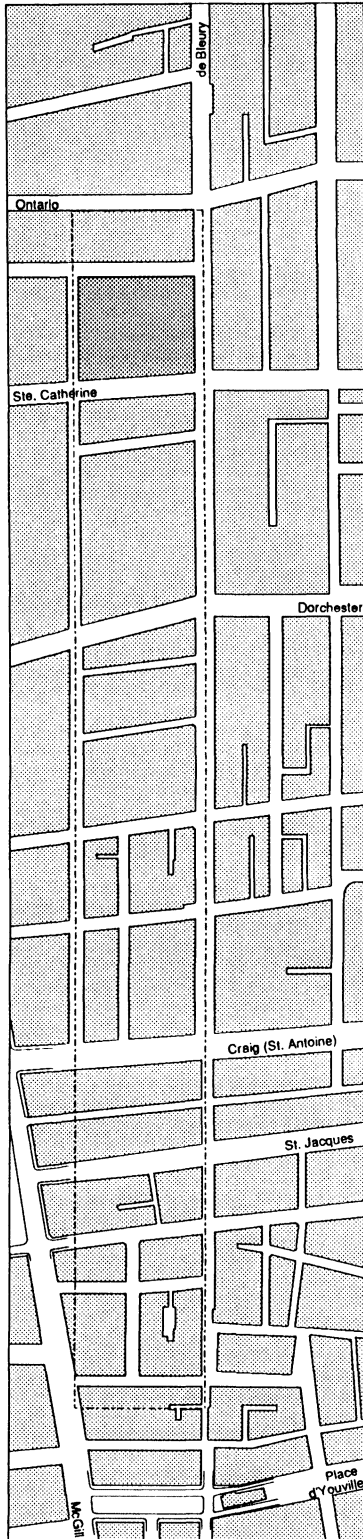 de Bleury
Ontario
Ste. Catherine
Dorchester
Craig (St. Antoine)
St. Jacques
McGill
Place
d'Youville